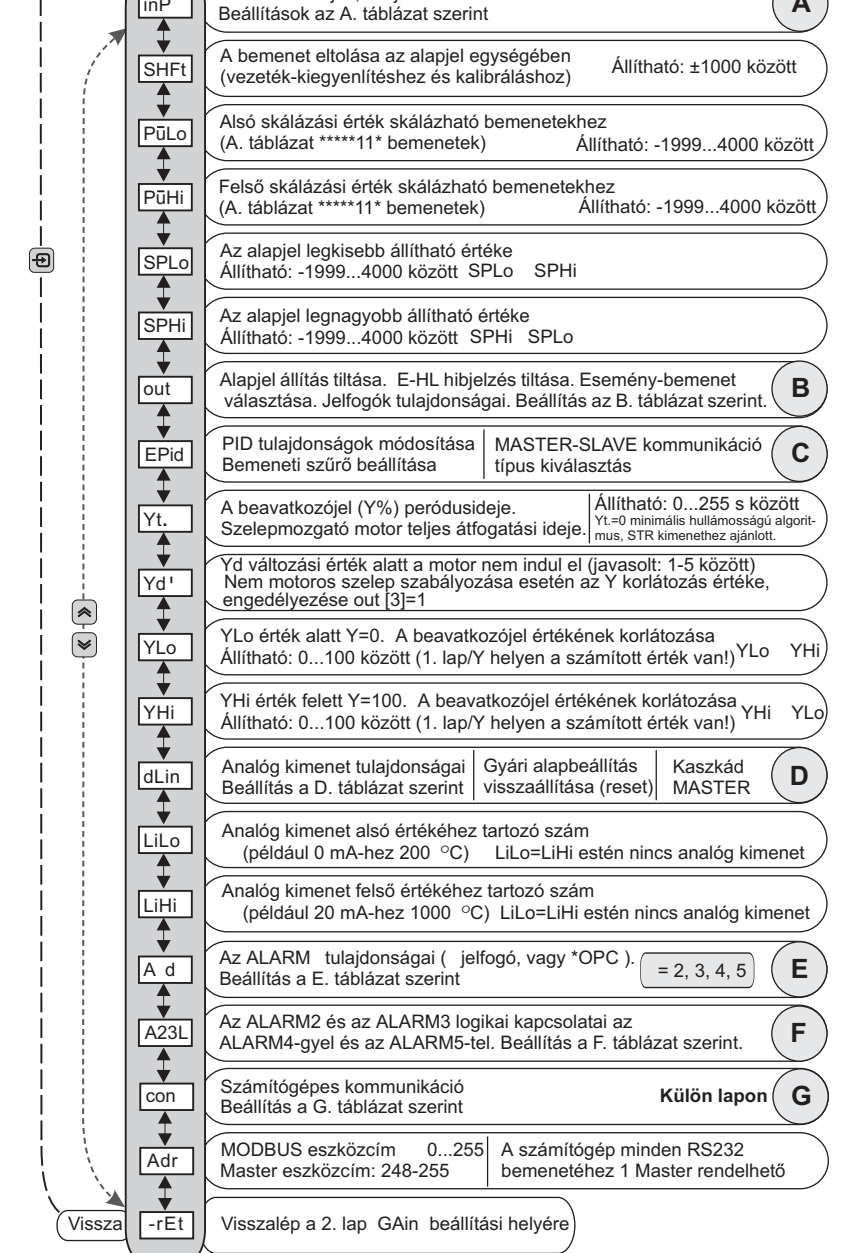 inP
Beállítások az A. táblázat szerint
A
SHFt
A bemenet eltolása az alapjel egységében
(vezeték-kiegyenlítéshez és kalibráláshoz)
Állítható: ±1000 között
PūLo
Alsó skálázási érték skálázható bemenetekhez
(A. táblázat *****11* bemenetek)
Állítható: -1999...4000 között
PūHi
Felső skálázási érték skálázható bemenetekhez
(A. táblázat *****11* bemenetek)
Állítható: -1999...4000 között
SPLo
Az alapjel legkisebb állítható értéke
Állítható: -1999...4000 között SPLo SPHi
SPHi
Az alapjel legnagyobb állítható értéke
Állítható: -1999...4000 között SPHi SPLo
out
Alapjel állítás tiltása. E-HL hibjelzés tiltása. Esemény-bemenet
választása. Jelfogók tulajdonságai. Beállítás az B. táblázat szerint.
B
EPid
PID tulajdonságok módosítása
Bemeneti szűrő beállítása
MASTER-SLAVE kommunikáció
típus kiválasztás
C
Yt.
A beavatkozójel (Y%) peródusideje.
Szelepmozgató motor teljes átfogatási ideje.
Állítható: 0...255 s között
Yt.=0 minimális hullámosságú algorit-
mus, STR kimenethez ajánlott.
Yd'
Yd változási érték alatt a motor nem indul el (javasolt: 1-5 között)
Nem motoros szelep szabályozása esetén az Y korlátozás értéke,
engedélyezése out [3]=1
YLo
YLo érték alatt Y=0. A beavatkozójel értékének korlátozása
Állítható: 0...100 között (1. lap/Y helyen a számított érték van!) YLo YHi
YHi
YHi érték felett Y=100. A beavatkozójel értékének korlátozása
Állítható: 0...100 között (1. lap/Y helyen a számított érték van!) YHi YLo
dLin
Analóg kimenet tulajdonságai
Beállítás a D. táblázat szerint
Gyári alapbeállítás
visszaállítása (reset)
Kaszkád
MASTER
D
LiLo
Analóg kimenet alsó értékéhez tartozó szám
(például 0 mA-hez 200 °C) LiLo=LiHi estén nincs analóg kimenet
LiHi
Analóg kimenet felső értékéhez tartozó szám
(például 20 mA-hez 1000 °C) LiLo=LiHi estén nincs analóg kimenet
A d
Az ALARM tulajdonságai ( jelfogó, vagy *OPC ).
Beállítás a E. táblázat szerint
= 2, 3, 4, 5
E
A23L
Az ALARM2 és az ALARM3 logikai kapcsolatai az
ALARM4-gyel és az ALARM5-tel. Beállítás a F. táblázat szerint.
F
con
Számítógépes kommunikáció
Beállítás a G. táblázat szerint
Külön lapon
G
Adr
MODBUS eszközcím 0...255
Master eszközcím: 248-255
A számítógép minden RS232
bemenetéhez 1 Master rendelhető
Vissza
-rEt
Visszalép a 2. lap GAin beállítási helyére